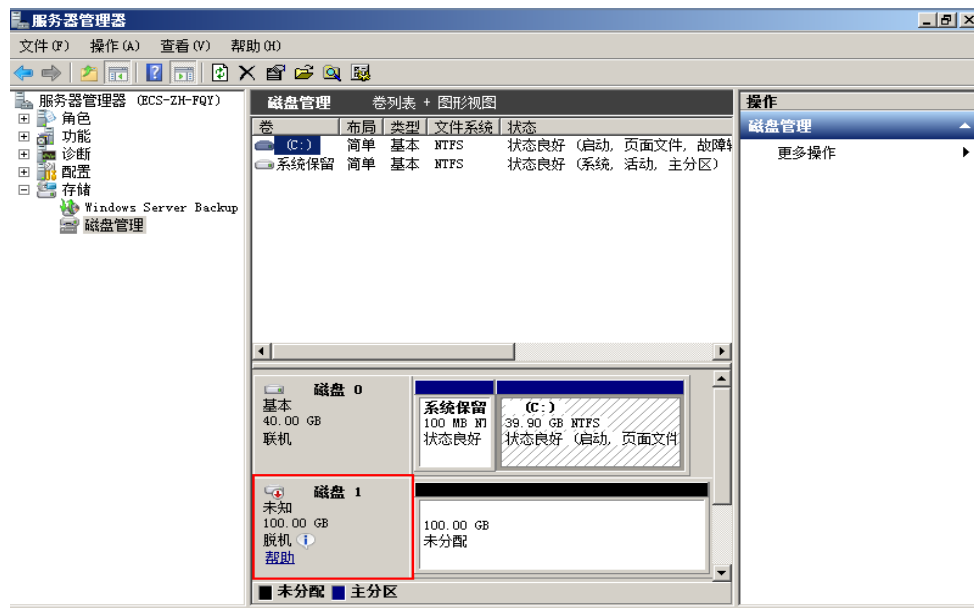 服务器管理器
文件(F) 操作(A) 查看(V) 帮助(H)
服务器管理器 (ECS-ZH-FQY)
角色
功能
诊断
配置
存储
Windows Server Backup
磁盘管理
磁盘管理 卷列表 + 图形视图
卷 布局 类型 文件系统 状态
(C:) 简单 基本 NTFS 状态良好 (启动, 页面文件, 故障
系统保留 简单 基本 NTFS 状态良好 (系统, 活动, 主分区)
磁盘 0
基本
40.00 GB
联机
系统保留
100 MB NT
状态良好
(C:)
39.90 GB NTFS
状态良好 (启动, 页面文件
磁盘 1
未知
100.00 GB
脱机
帮助
100.00 GB
未分配
未分配 主分区
操作
磁盘管理
更多操作